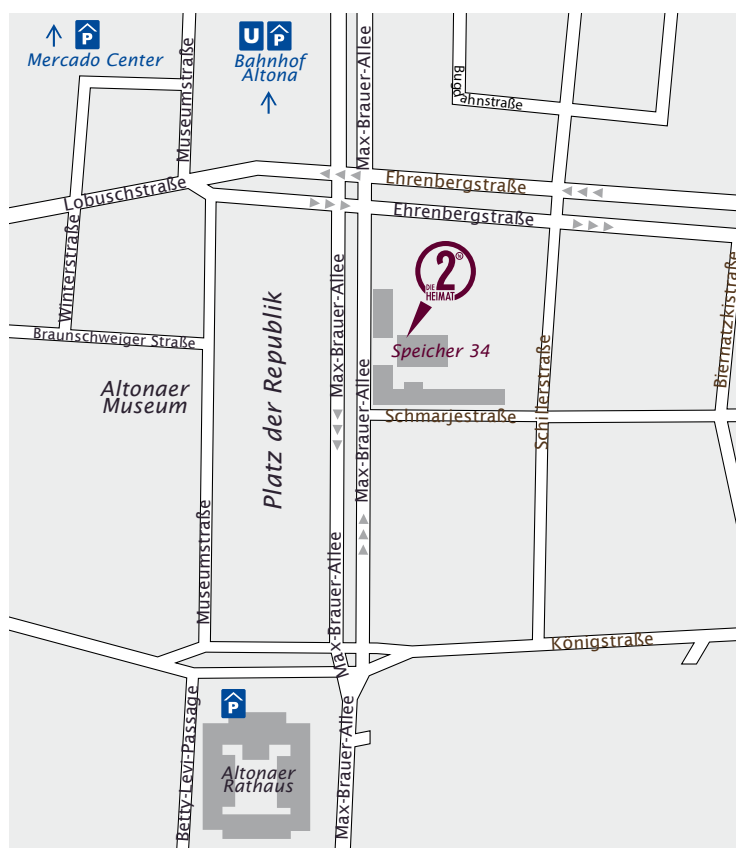 U P
P
Mercado Center
Bahnhof
Altona
Museumstraße
Max-Brauer-Allee
Bugd
ahnstraße
Lobuschstraße
Ehrenbergstraße
Ehrenbergstraße
Winterstraße
2
DIE
HEIMAT
Max-Brauer-Allee
Biernatzkistraße
Braunschweiger Straße
Platz der Republik
Speicher 34
Schillerstraße
Altonaer
Museum
Max-Brauer-Allee
Schmarjestraße
Museumstraße
Max-Brauer-Allee
Königstraße
P
Betty-Levi-Passage
Max-Brauer-Allee
Altonaer
Rathaus